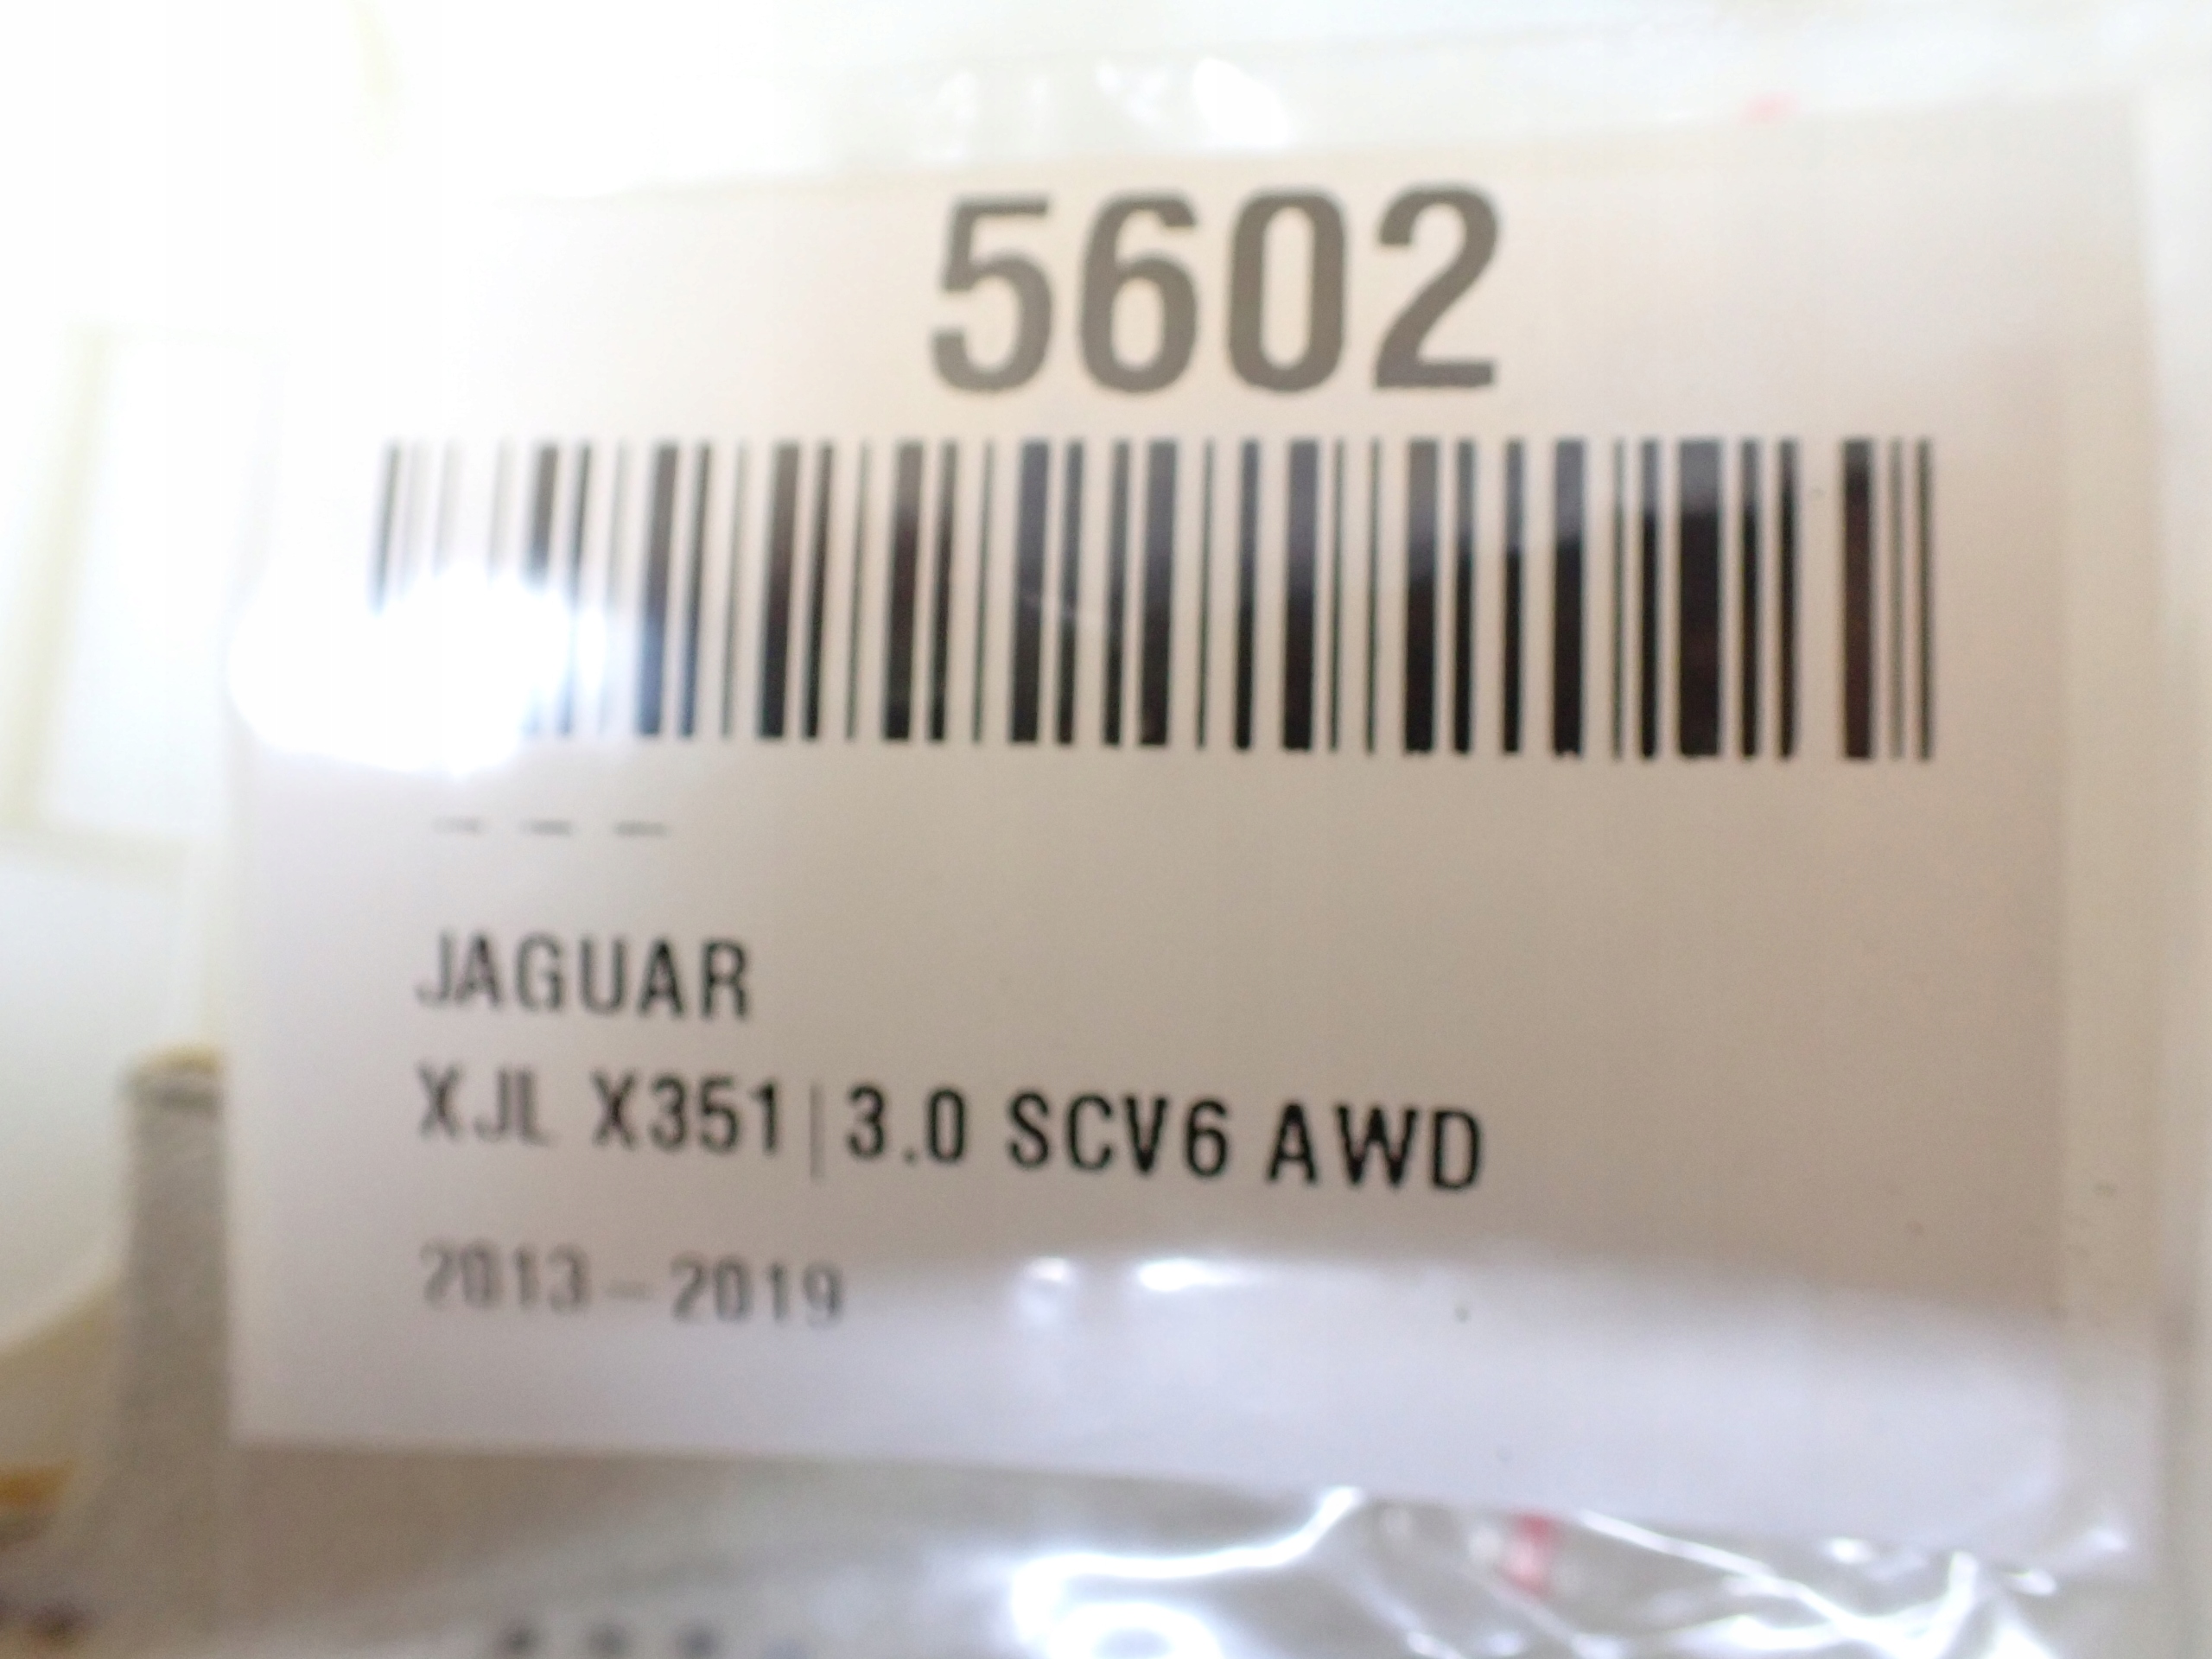 5602
– – –
JAGUAR
XJL X351 | 3.0 SCV6 AWD
2013 – 2019